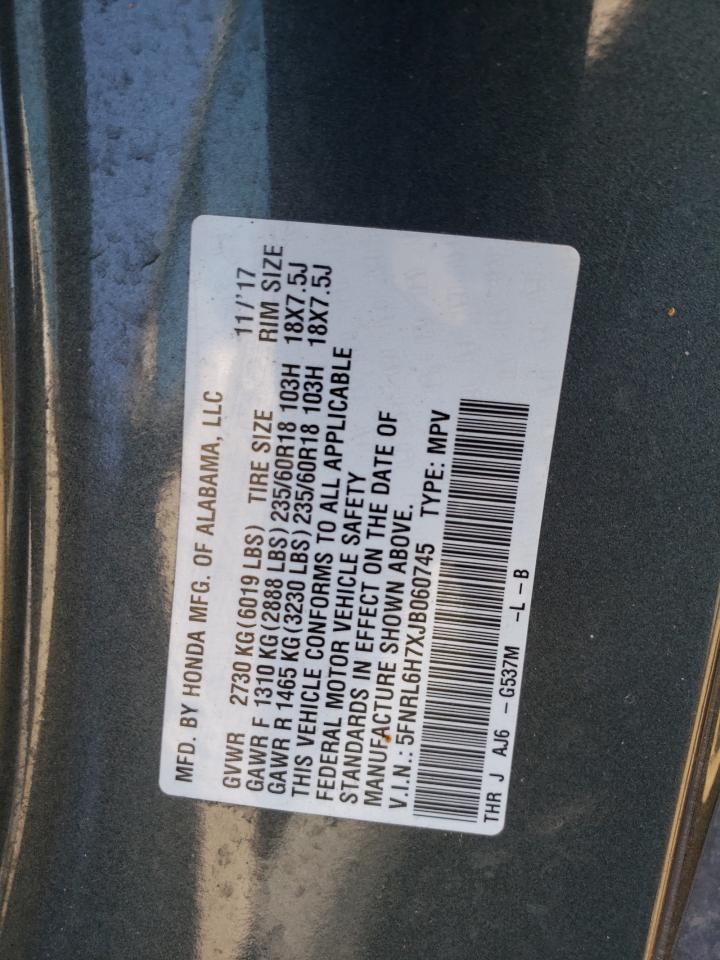 MFD. BY HONDA MFG. OF ALABAMA, LLC 11/'17
GVWR 2730 KG(6019 LBS) TIRE SIZE RIM SIZE
GAWR F 1310 KG(2888 LBS)235/60R18 103H 18X7.5J
GAWR R 1465 KG(3230 LBS)235/60R18 103H 18X7.5J
THIS VEHICLE CONFORMS TO ALL APPLICABLE
FEDERAL MOTOR VEHICLE SAFETY
STANDARDS IN EFFECT ON THE DATE OF
MANUFACTURE SHOWN ABOVE.
V.I.N.: 5FNRL6H7XJB060745 TYPE: MPV
THR J AJ6 -G537M -L-B